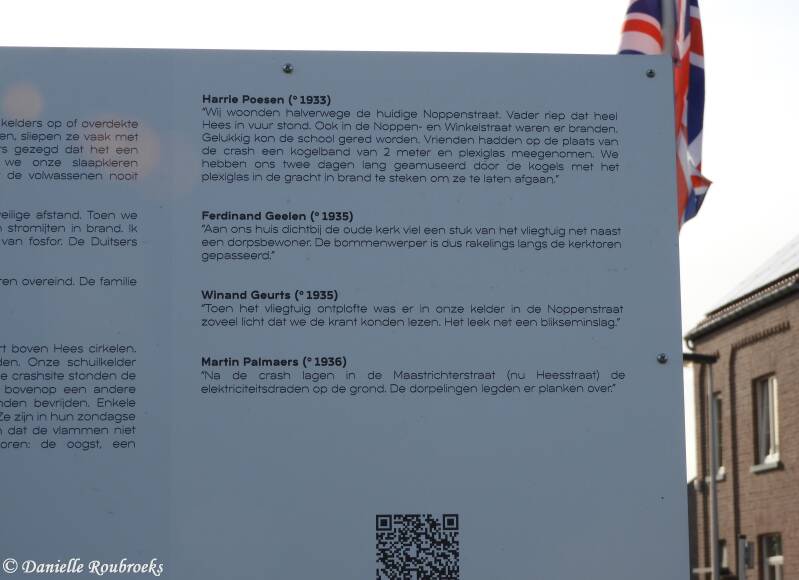 kelders op of overdekte
en, sliepen ze vaak met
rs gezegd dat het een
we onze slaapkleren
de volwassenen nooit
eilige afstand. Toen we
stromijten in brand. Ik
van fosfor. De Duitsers
ren overeind. De familie
rt boven Hees cirkelen.
den. Onze schuilkelder
e crashsite stonden de
bovenop een andere
nden bevrijden. Enkele
Ze zijn in hun zondagse
dat de vlammen niet
oren: de oogst, een
Harrie Poesen (° 1933)
"Wij woonden halverwege de huidige Noppenstraat. Vader riep dat heel
Hees in vuur stond. Ook in de Noppen- en Winkelstraat waren er branden.
Gelukkig kon de school gered worden. Vrienden hadden op de plaats van
de crash een kogelband van 2 meter en plexiglas meegenomen. We
hebben ons twee dagen lang geamuseerd door de kogels met het
plexiglas in de gracht in brand te steken om ze te laten afgaan."
Ferdinand Geelen (° 1935)
"Aan ons huis dichtbij de oude kerk viel een stuk van het vliegtuig net naast
een dorpsbewoner. De bommenwerper is dus rakelings langs de kerktoren
gepasseerd."
Winand Geurts (° 1935)
"Toen het vliegtuig ontplofte was er in onze kelder in de Noppenstraat
zoveel licht dat we de krant konden lezen. Het leek net een blikseminslag."
Martin Palmaers (° 1936)
"Na de crash lagen in de Maastrichterstraat (nu Heesstraat) de
elektriciteitsdraden op de grond. De dorpelingen legden er planken over."
© Danielle Roubroeks